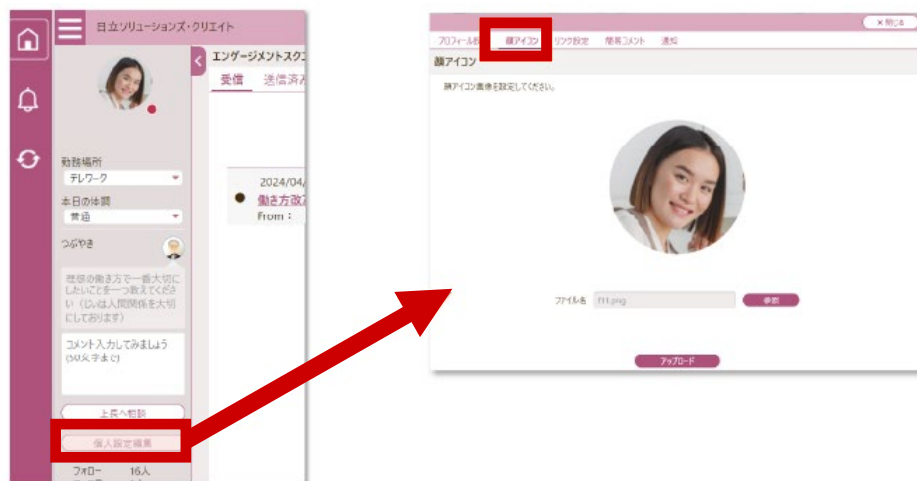 日立ソリューションズ・クリエイト
エンゲージメントスク
受信 送信済み
勤務場所
テレワーク
本日の体調
普通
つぶやき
理想の働き方で一番大切に
したいことを一つ教えてくださ
い（じいは人間関係を大切
にしております）
コメント入力してみましょう
(50文字まで)
上長へ相談
個人設定編集
フォロー 16人
2024/04/
働き方改
From：
×閉じる
プロフィール 顔アイコン リンク設定 簡易コメント 通知
顔アイコン
顔アイコン画像を設定してください。
ファイル名 f11.png 参照
アップロード